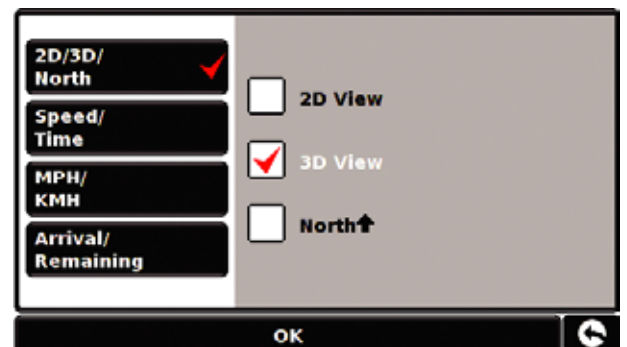 2D/3D/
North
Speed/
Time
MPH/
KMH
Arrival/
Remaining
2D View
3D View
North
OK